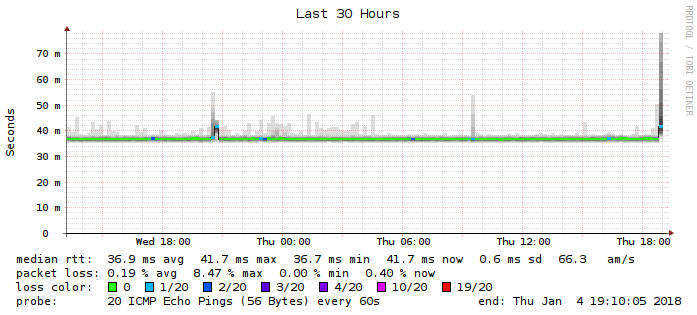 Last 30 Hours
RRDTOOL / TOBI OETIKER
Seconds
70 m
60 m
50 m
40 m
30 m
20 m
10 m
0
Wed 18:00 Thu 00:00 Thu 06:00 Thu 12:00 Thu 18:00
median rtt: 36.9 ms avg 41.7 ms max 36.7 ms min 41.7 ms now 0.6 ms sd 66.3 am/s
packet loss: 0.19 % avg 8.47 % max 0.00 % min 0.40 % now
loss color: 0 1/20 2/20 3/20 4/20 10/20 19/20
probe: 20 ICMP Echo Pings (56 Bytes) every 60s end: Thu Jan 4 19:10:05 2018